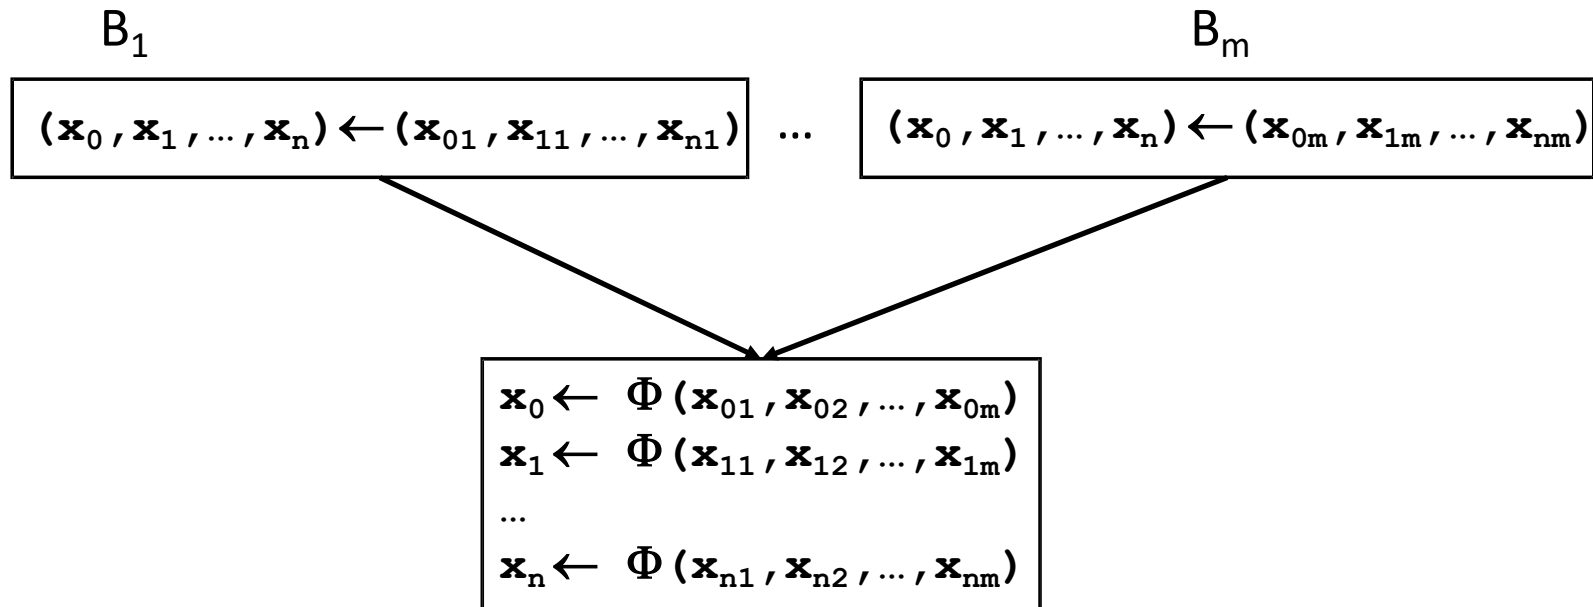 B₁ Bₘ
(x₀,x₁,…,xₙ)←(x₀₁,x₁₁,…,xₙ₁) … (x₀,x₁,…,xₙ)←(x₀ₘ,x₁ₘ,…,xₙₘ)
x₀← Φ(x₀₁,x₀₂,…,x₀ₘ)
x₁← Φ(x₁₁,x₁₂,…,x₁ₘ)
…
xₙ← Φ(xₙ₁,xₙ₂,…,xₙₘ)